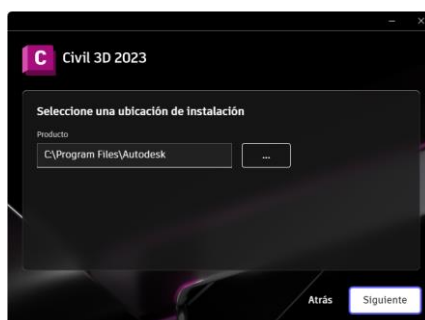 C Civil 3D 2023
Seleccione una ubicación de instalación
Producto
C:\Program Files\Autodesk
...
Atrás Siguiente